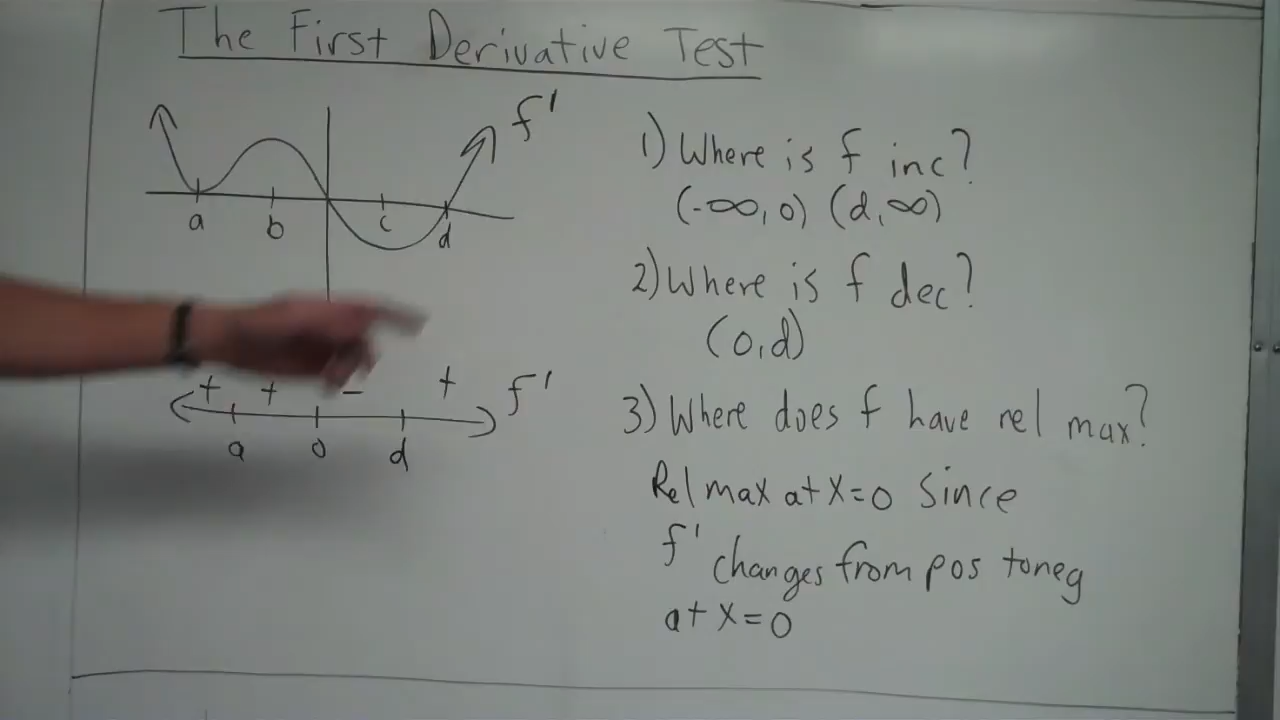 The First Derivative Test
f'
a b c d
+ + - + f'
a 0 d
1) Where is f inc?
(-∞, 0) (d, ∞)
2) Where is f dec?
(0, d)
3) Where does f have rel max?
Rel max at x=0 since
f' changes from pos to neg
at x=0